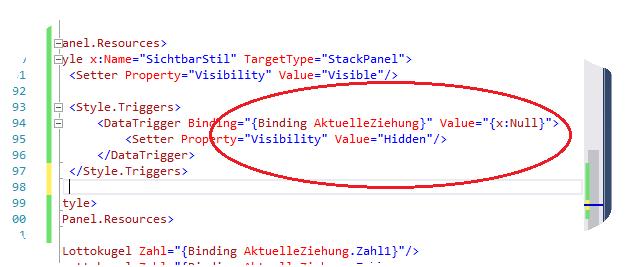 anel.Resources>
yle x:Name="SichtbarStil" TargetType="StackPanel">
1 <Setter Property="Visibility" Value="Visible"/>
92
93 <Style.Triggers>
94 <DataTrigger Binding="{Binding AktuelleZiehung}" Value="{x:Null}">
95 <Setter Property="Visibility" Value="Hidden"/>
96 </DataTrigger>
97 </Style.Triggers>
98
99 tyle>
00 Panel.Resources>
Lottokugel Zahl="{Binding AktuelleZiehung.Zahl1}"/>